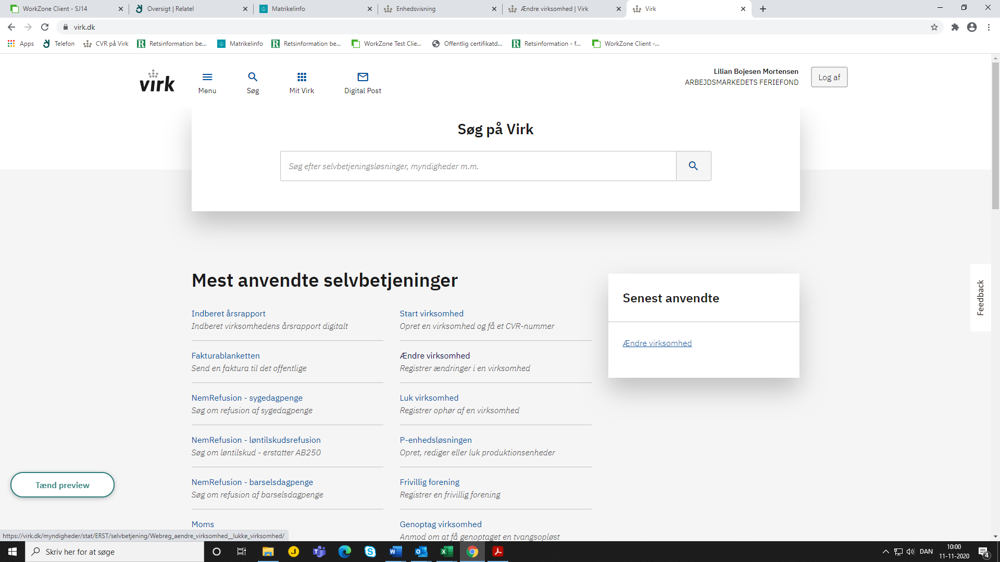 WorkZone Client - SJ14
Oversigt | Relatel
Matrikelinfo
Enhedsvisning
Ændre virksomhed | Virk
Virk
virk.dk
Apps
Telefon
CVR på Virk
Retsinformation be...
Matrikelinfo
Retsinformation be...
WorkZone Test Clie...
Offentlig certifikatd...
Retsinformation - f...
WorkZone Client -...
virk
Menu
Søg
Mit Virk
Digital Post
Lilian Bojesen Mortensen
ARBEJDSMARKEDETS FERIEFOND
Log af
Søg på Virk
Søg efter selvbetjeningsløsninger, myndigheder m.m.
Mest anvendte selvbetjeninger
Indberet årsrapport
Indberet virksomhedens årsrapport digitalt
Fakturablanketten
Send en faktura til det offentlige
NemRefusion - sygedagpenge
Søg om refusion af sygedagpenge
NemRefusion - løntilskudsrefusion
Søg om løntilskud - erstatter AB250
NemRefusion - barselsdagpenge
Søg om refusion af barselsdagpenge
Moms
Start virksomhed
Opret en virksomhed og få et CVR-nummer
Ændre virksomhed
Registrer ændringer i en virksomhed
Luk virksomhed
Registrer ophør af en virksomhed
P-enhedsløsningen
Opret, rediger eller luk produktionsenheder
Frivillig forening
Registrer en frivillig forening
Genoptag virksomhed
Anmod om at få genoptaget en tvangsopløst
Senest anvendte
Ændre virksomhed
Feedback
Tænd preview
https://virk.dk/myndigheder/stat/ERST/selvbetjening/Webreg_aendre_virksomhed__lukke_virksomhed/
Skriv her for at søge
DAN
10:00
11-11-2020
4